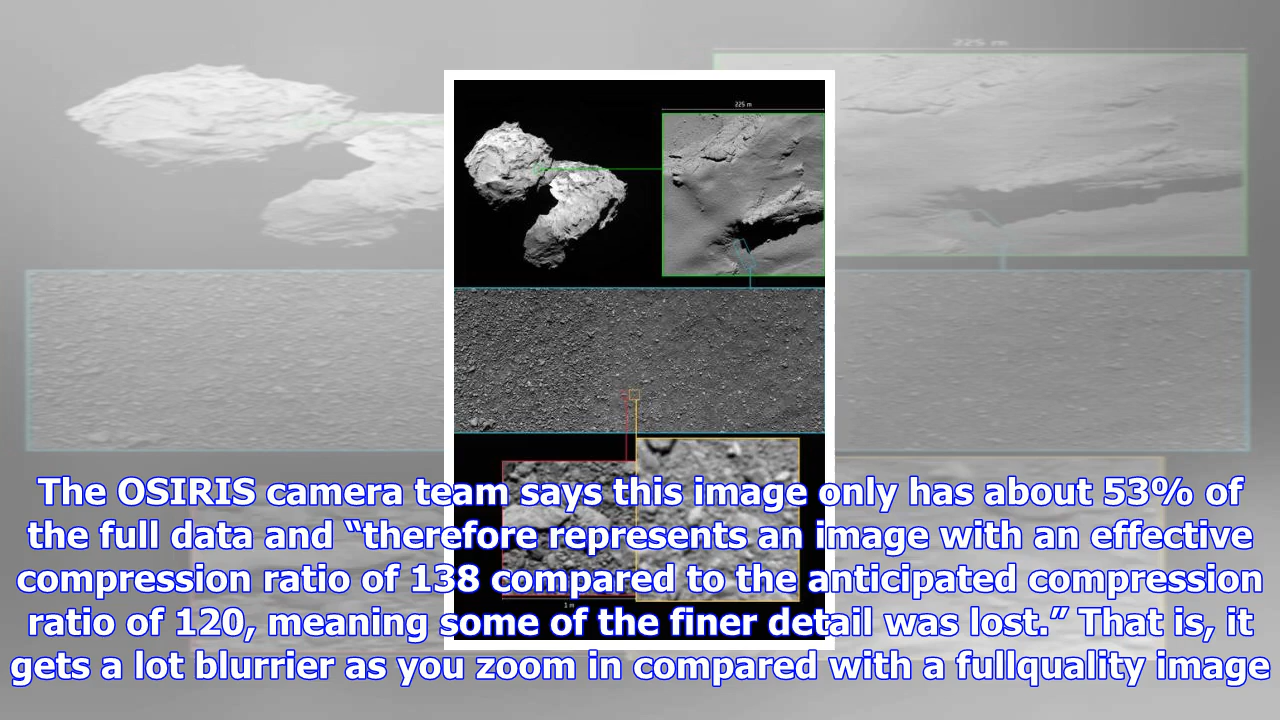 225 m
225 m
The OSIRIS camera team says this image only has about 53% of
the full data and “therefore represents an image with an effective
compression ratio of 138 compared to the anticipated compression
ratio of 120, meaning some of the finer detail was lost.” That is, it
gets a lot blurrier as you zoom in compared with a fullquality image
1 m